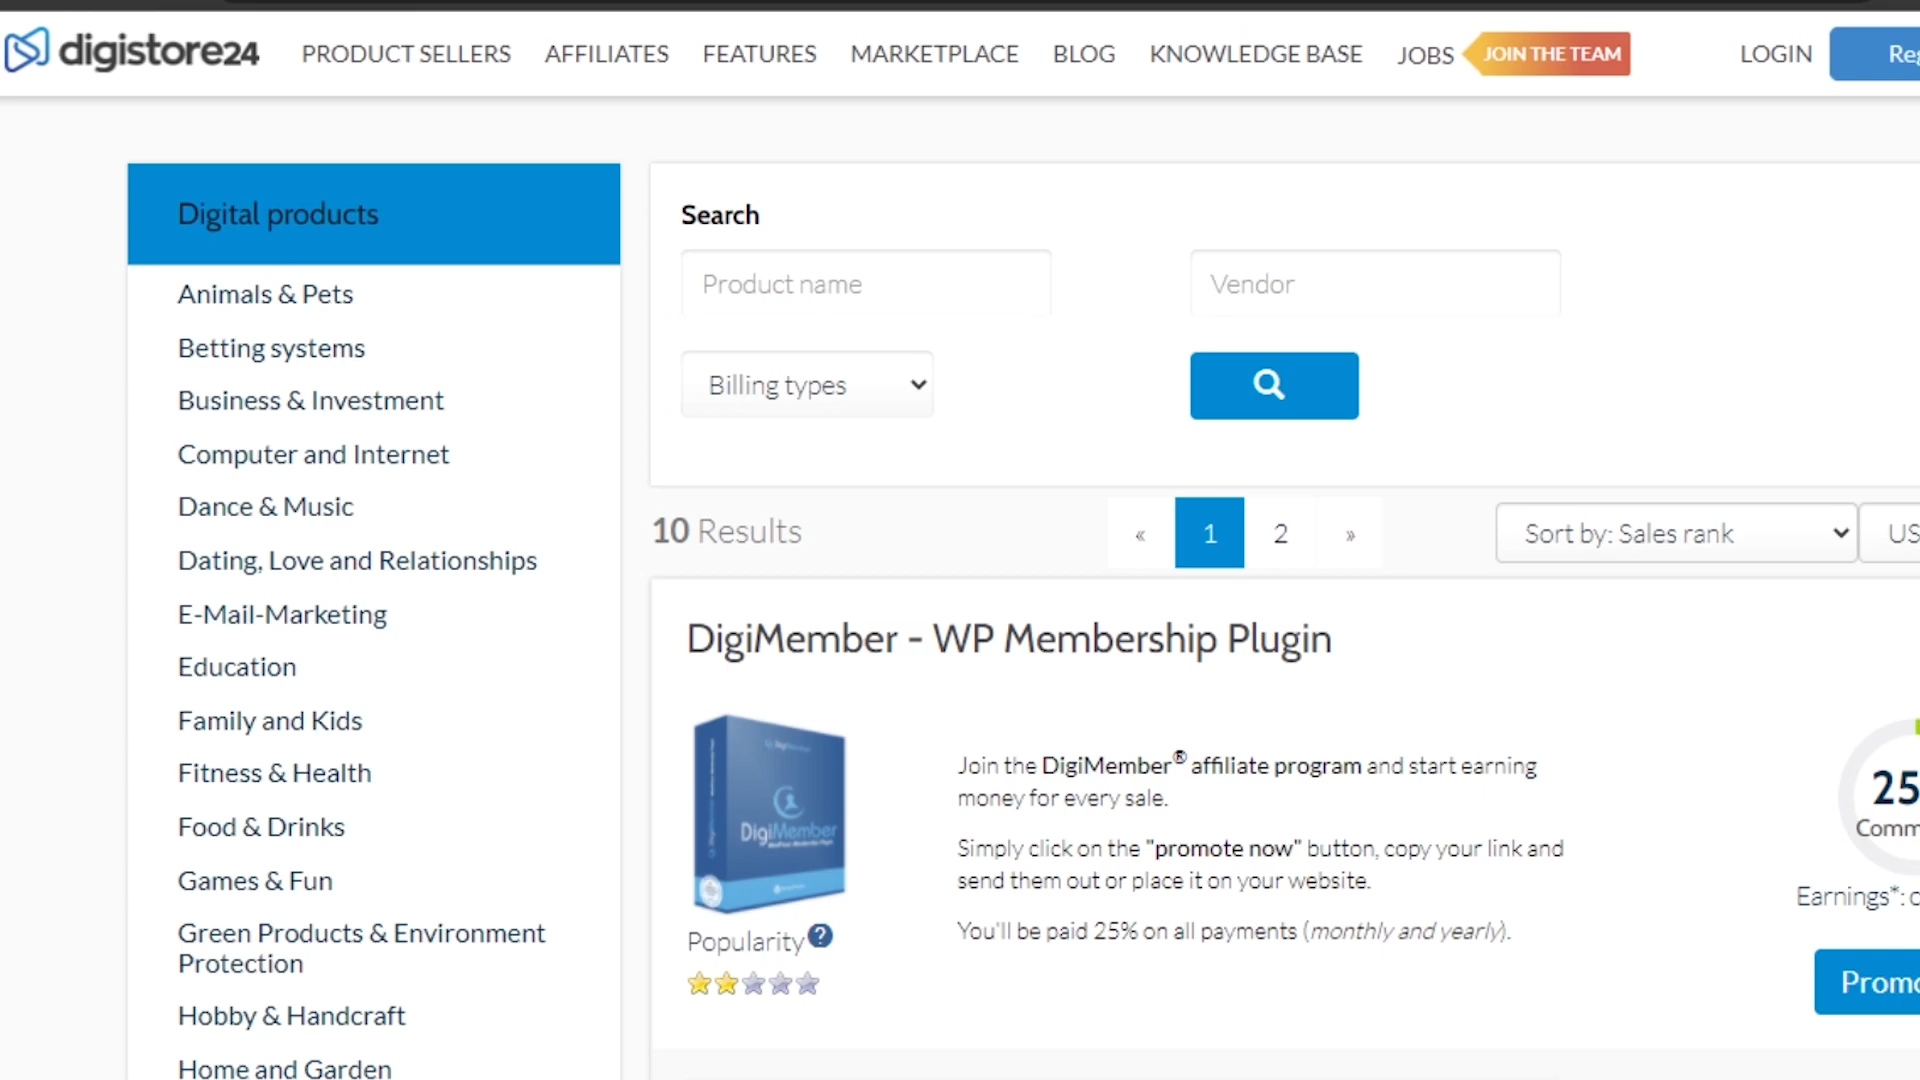 digistore24
PRODUCT SELLERS AFFILIATES FEATURES MARKETPLACE BLOG KNOWLEDGE BASE JOBS JOIN THE TEAM LOGIN
Digital products
Animals & Pets
Betting systems
Business & Investment
Computer and Internet
Dance & Music
Dating, Love and Relationships
E-Mail-Marketing
Education
Family and Kids
Fitness & Health
Food & Drinks
Games & Fun
Green Products & Environment
Protection
Hobby & Handcraft
Home and Garden
Search
Product name Vendor
Billing types
10 Results « 1 2 » Sort by: Sales rank US
DigiMember - WP Membership Plugin
DigiMember
Popularity ?
Join the DigiMember® affiliate program and start earning
money for every sale.
Simply click on the "promote now" button, copy your link and
send them out or place it on your website.
You'll be paid 25% on all payments (monthly and yearly).
25
Comm
Earnings*:
Promo